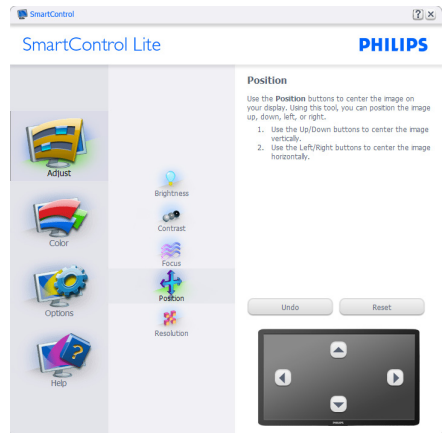 SmartControl
SmartControl Lite
PHILIPS
Adjust
Color
Options
Help
Brightness
Contrast
Focus
Position
Resolution
Position
Use the Position buttons to center the image on
your display. Using this tool, you can position the image
up, down, left, or right.
1. Use the Up/Down buttons to center the image
vertically.
2. Use the Left/Right buttons to center the image
horizontally.
Undo
Reset
PHILIPS